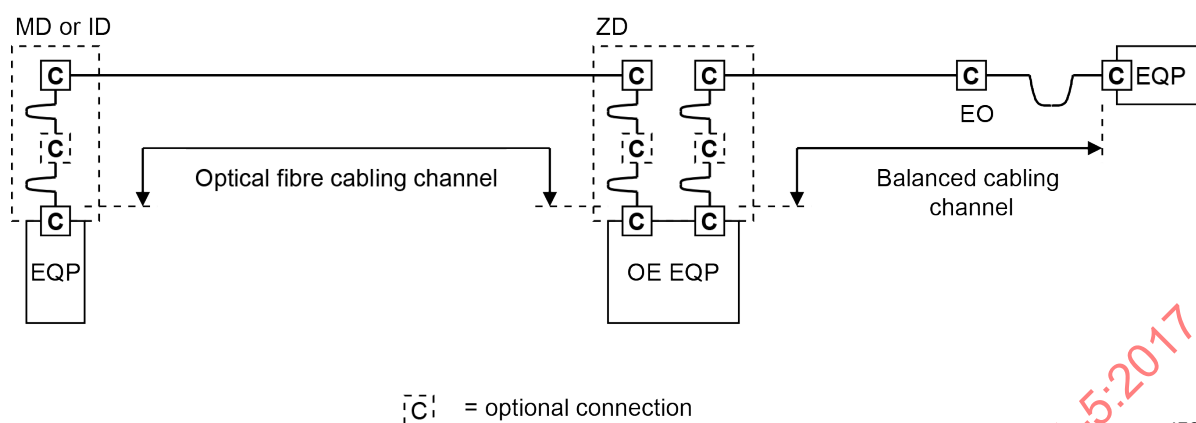 MD or ID
ZD
C
C
C
C
C
EQP
EO
C
C
C
Optical fibre cabling channel
Balanced cabling
channel
C
C
C
EQP
OE EQP
5:2017
C = optional connection